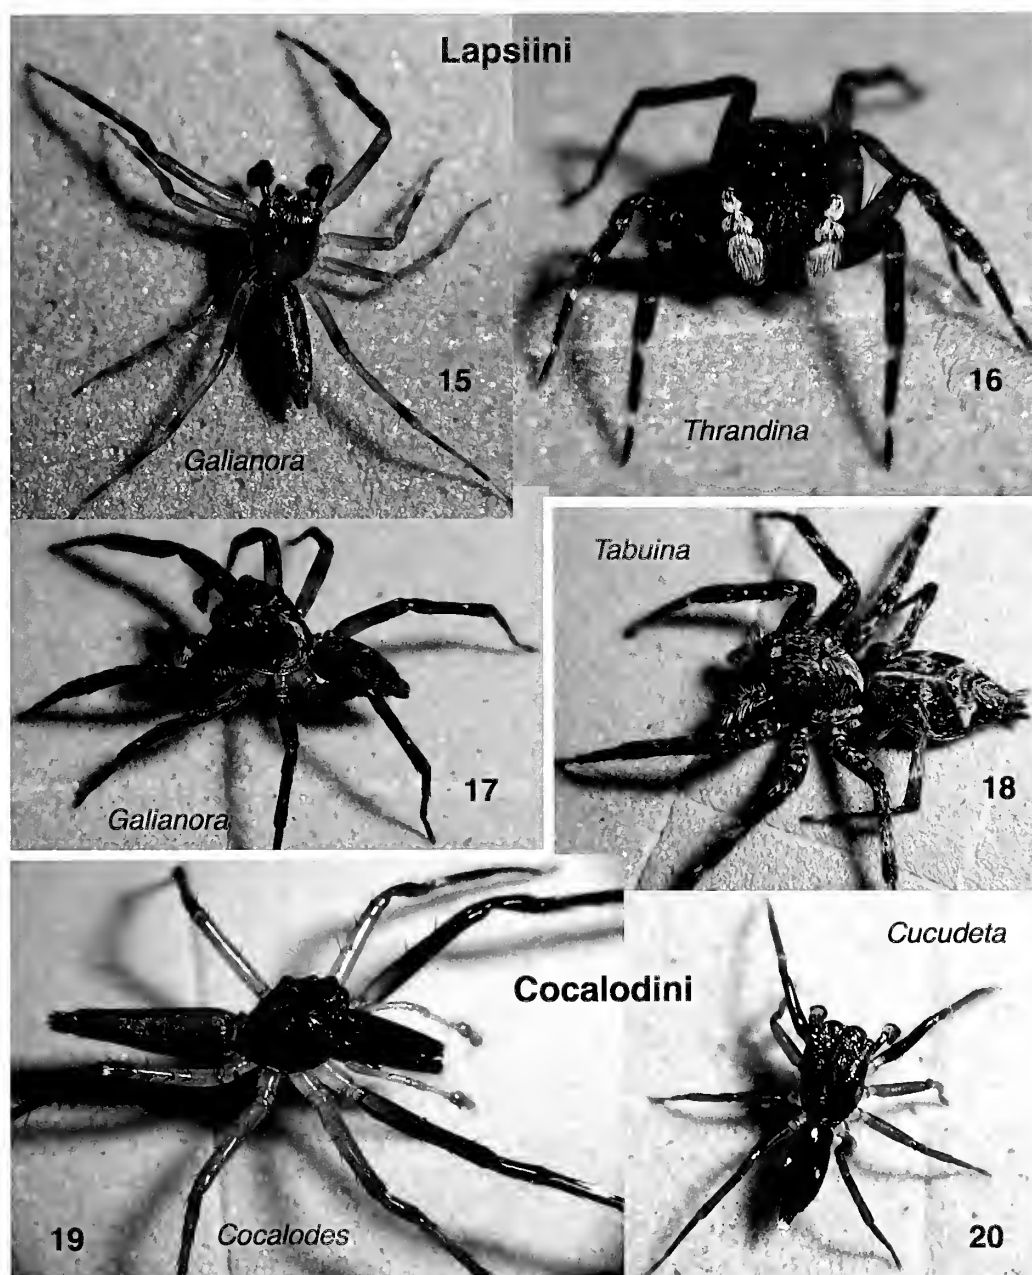 Lapsiini
15
Galianora
16
Thrandina
17
Galianora
Tabuina
18
Cocalodini
19
Cocalodes
Cucudeta
20